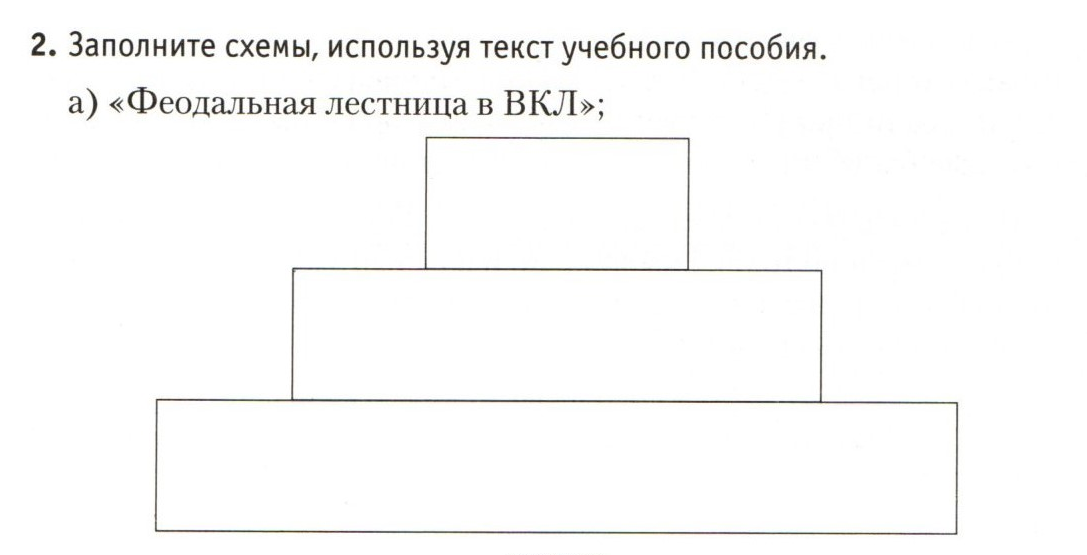 2. Заполните схемы, используя текст учебного пособия.
а) «Феодальная лестница в ВКЛ»;